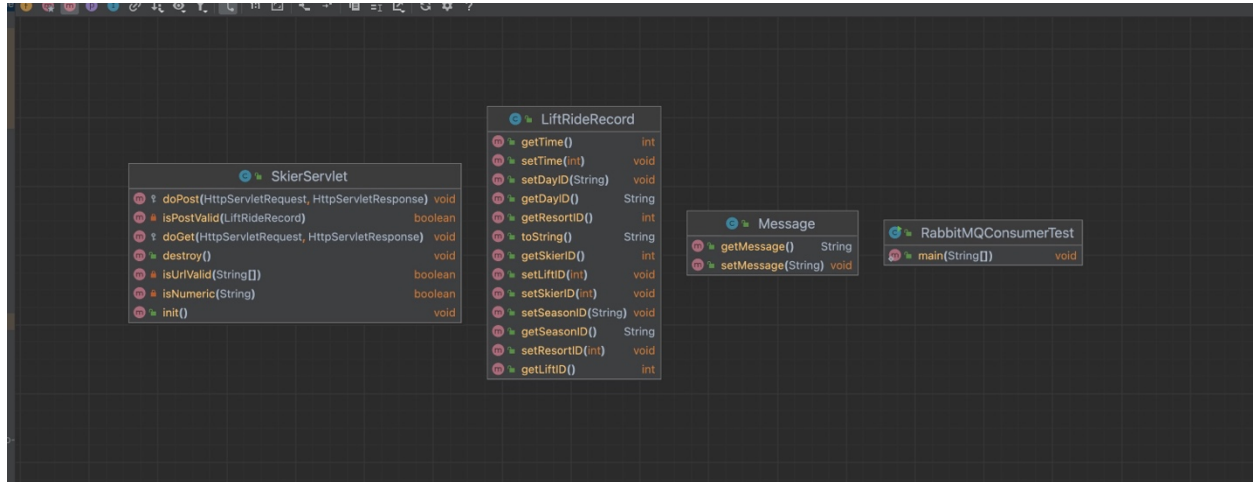 SkierServlet
doPost(HttpServletRequest, HttpServletResponse) void
isPostValid(LiftRideRecord) boolean
doGet(HttpServletRequest, HttpServletResponse) void
destroy() void
isUrlValid(String[]) boolean
isNumeric(String) boolean
init() void
LiftRideRecord
getTime() int
setTime(int) void
setDayID(String) void
getDayID() String
getResortID() int
toString() String
getSkierID() int
setLiftID(int) void
setSkierID(int) void
setSeasonID(String) void
getSeasonID() String
setResortID(int) void
getLiftID() int
Message
getMessage() String
setMessage(String) void
RabbitMQConsumerTest
main(String[]) void